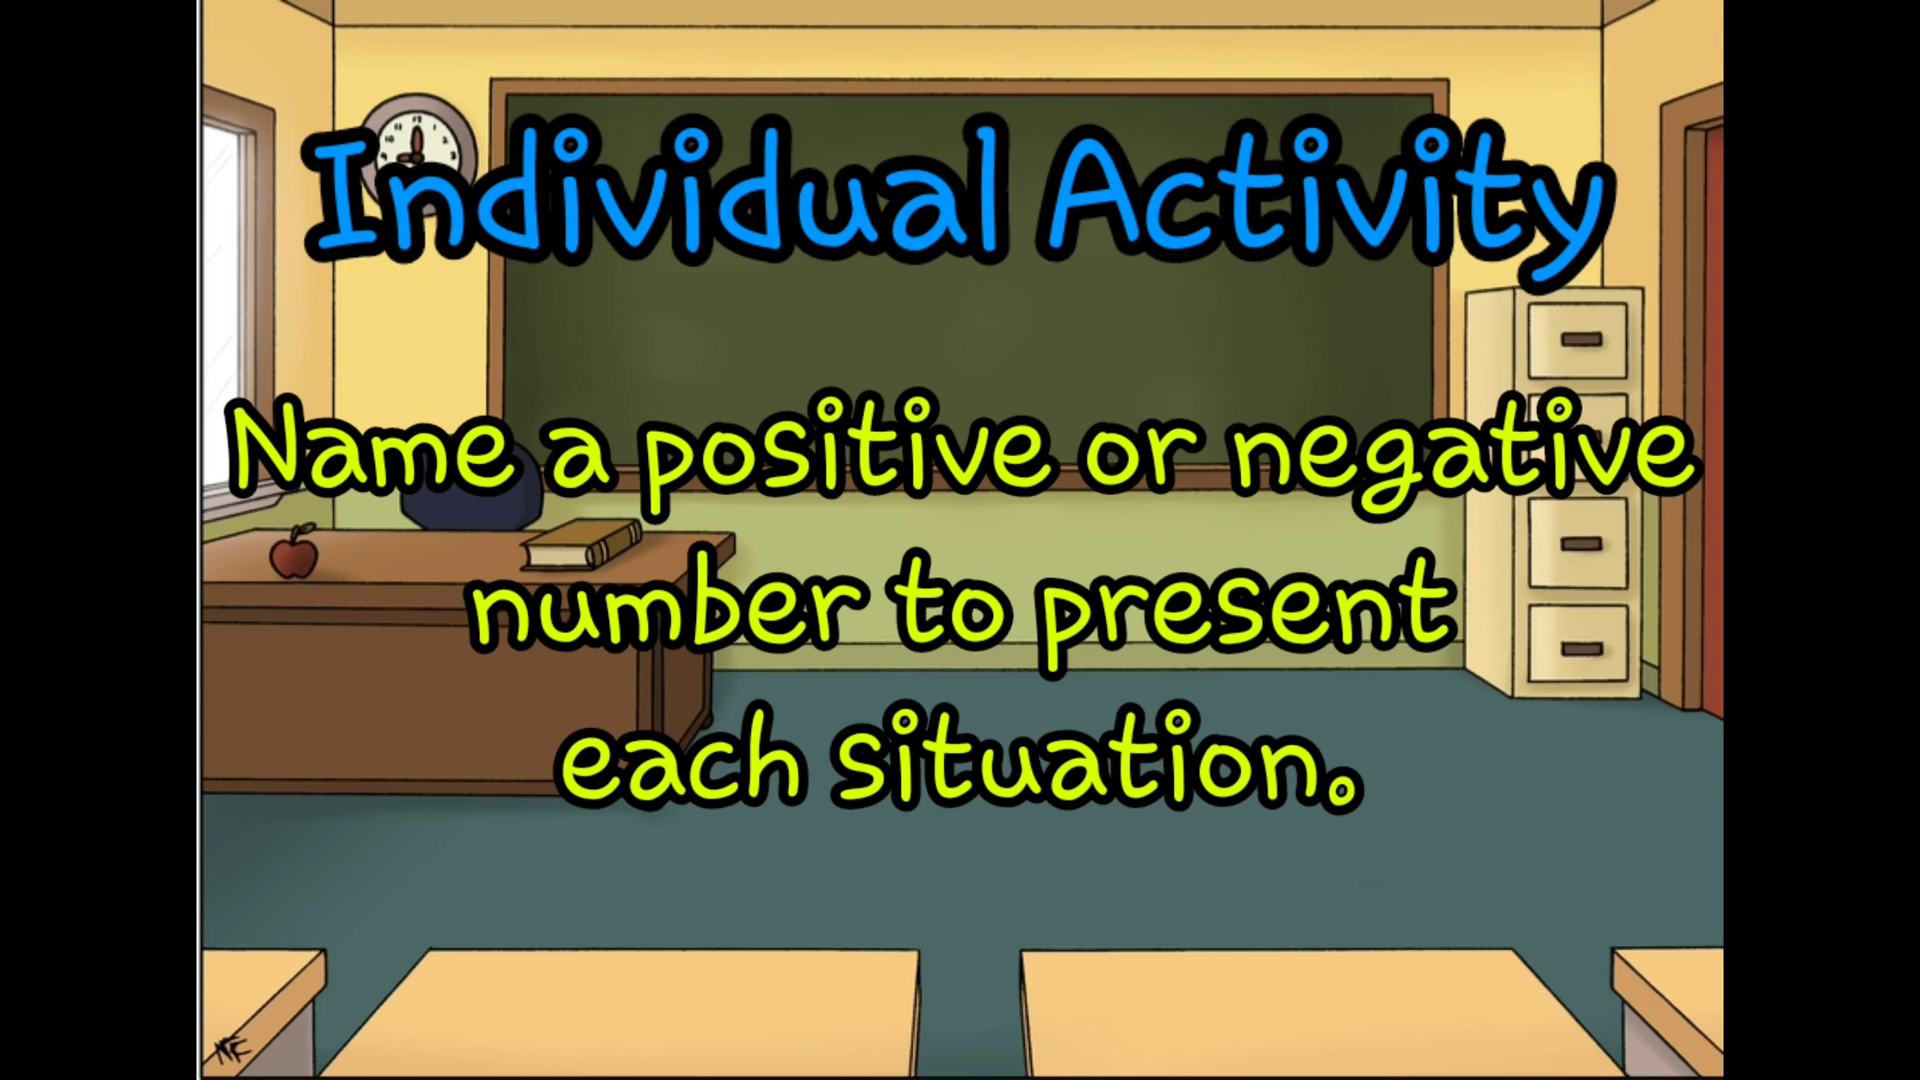 Individual Activity
Name a positive or negative
number to present
each situation.